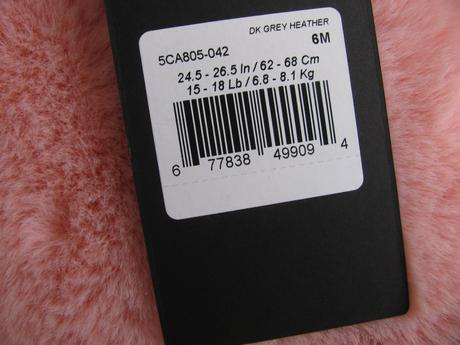 DK GREY HEATHER
5CA805-042 6M
24.5 - 26.5 In / 62 - 68 Cm
15 - 18 Lb / 6.8 - 8.1 Kg
6 77838 49909 4